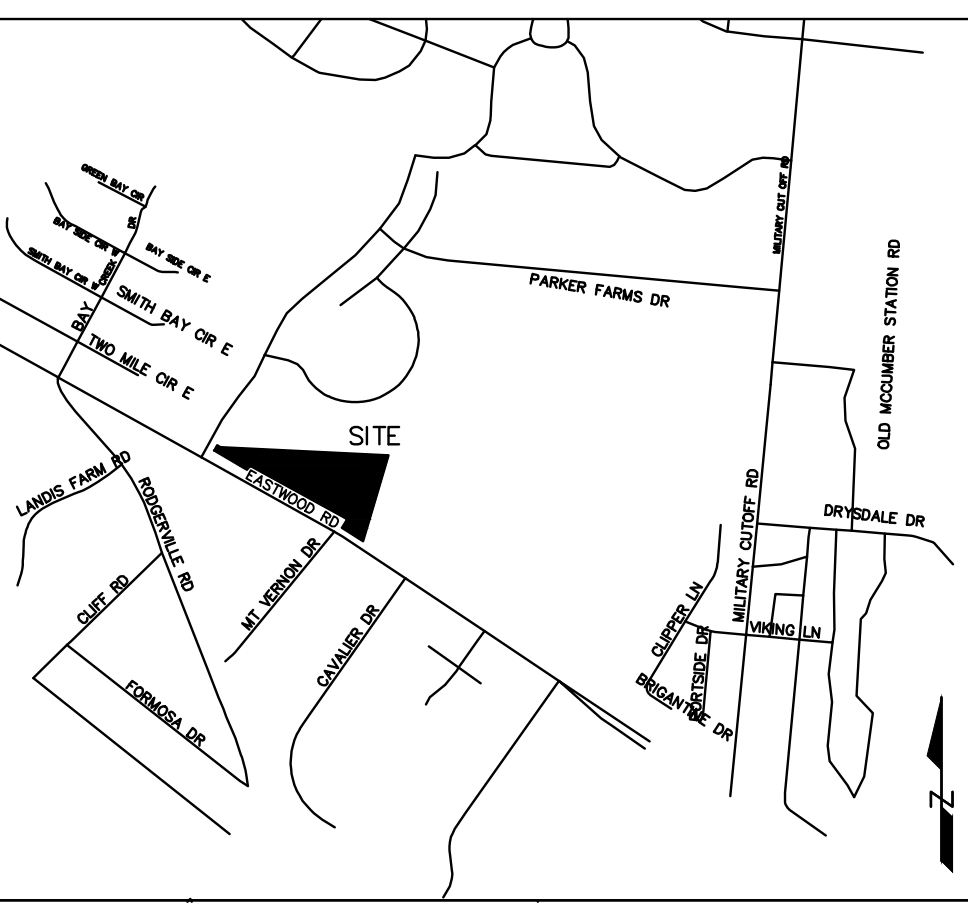 GREEN BAY CIR
DR
BAY SIDE CIR W
BAY SIDE CIR E
SMITH BAY CIR W
CREEK
SMITH BAY CIR E
BAY
TWO MILE CIR E
MILITARY CUT OFF RD
PARKER FARMS DR
OLD MCCUMBER STATION RD
SITE
EASTWOOD RD
LANDIS FARM RD
RODGERVILLE RD
MT VERNON DR
CLIFF RD
CAVALIER DR
FORMOSA DR
MILITARY CUTOFF RD
DRYSDALE DR
CLIPPER LN
VIKING LN
PORTSIDE DR
BRIGANTINE DR
N